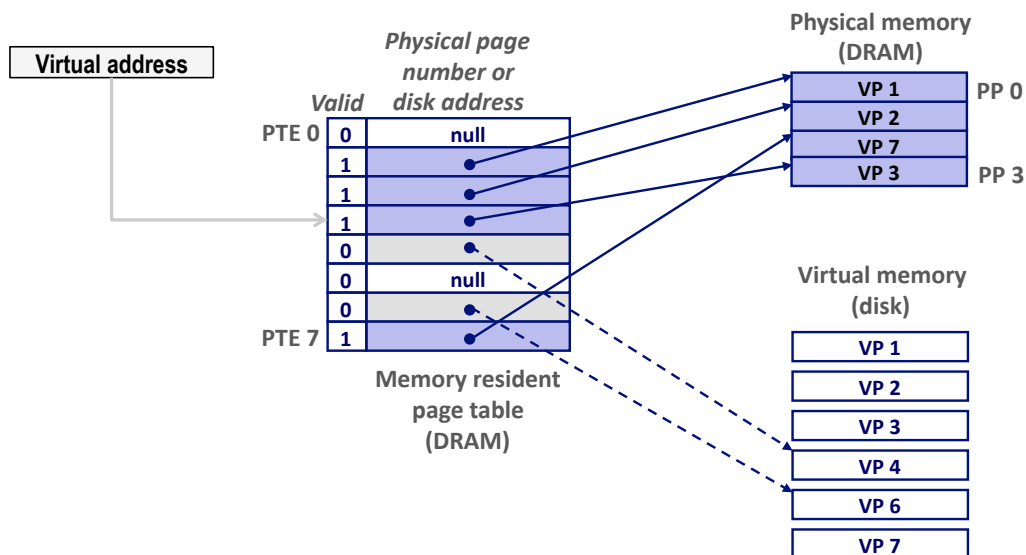 Virtual address
Physical page
number or
disk address
Valid
PTE 0
0
null
1
1
1
0
0
null
0
PTE 7
1
Memory resident
page table
(DRAM)
Physical memory
(DRAM)
VP 1
PP 0
VP 2
VP 7
VP 3
PP 3
Virtual memory
(disk)
VP 1
VP 2
VP 3
VP 4
VP 6
VP 7